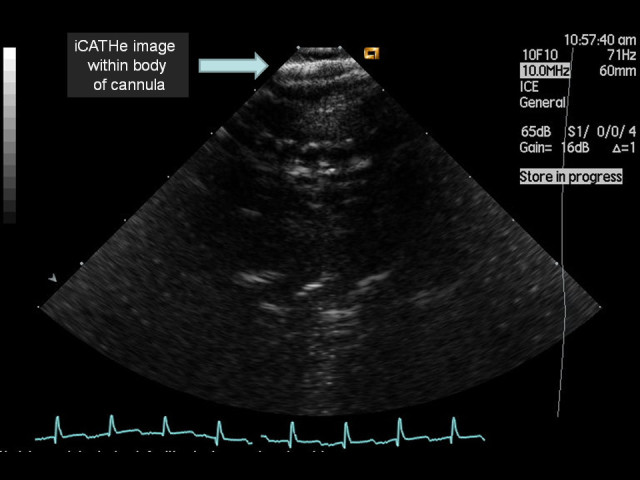 iCATHe image
within body
of cannula
10:57:40 am
10F10 71Hz
10.0MHz 60mm
ICE
General
65dB S1/ 0/0/4
Gain= 16dB Δ=1
Store in progress